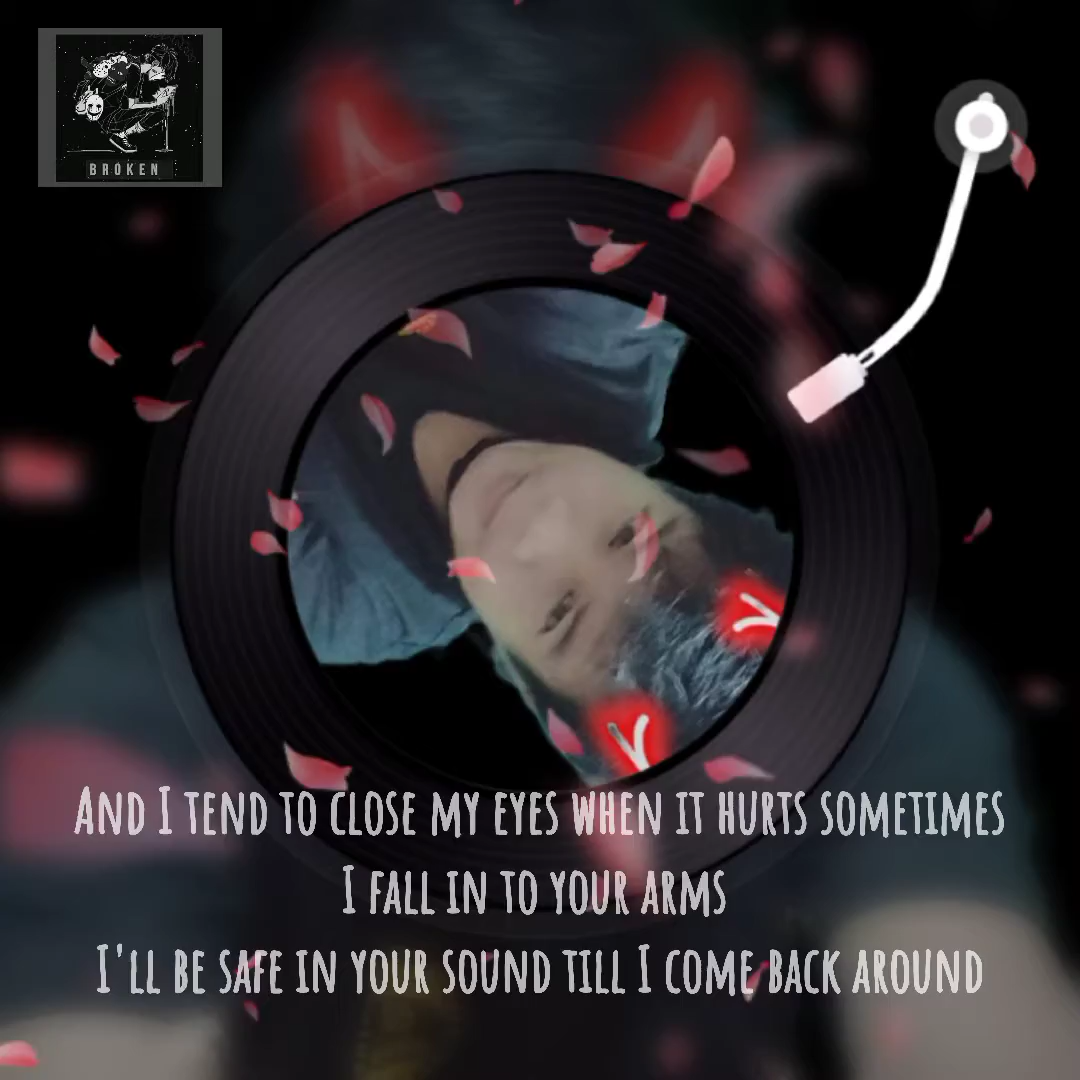 BROKEN
AND I TEND TO CLOSE MY EYES WHEN IT HURTS SOMETIMES
I FALL IN TO YOUR ARMS
I'LL BE SAFE IN YOUR SOUND TILL I COME BACK AROUND